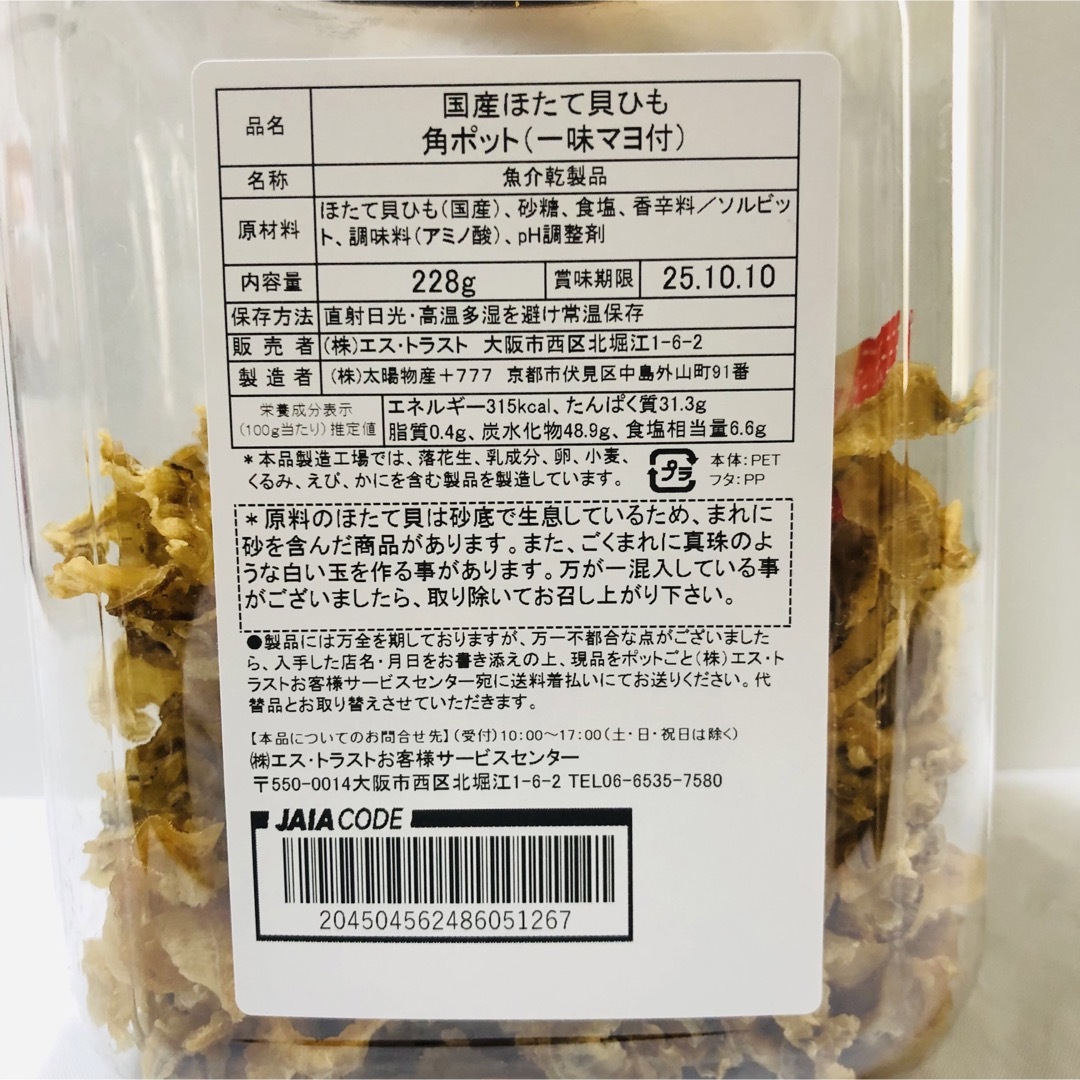 品名 国産ほたて貝ひも
角ポット(一味マヨ付)
名称 魚介乾製品
原材料 ほたて貝ひも(国産)、砂糖、食塩、香辛料／ソルビッ
ト、調味料(アミノ酸)、pH調整剤
内容量 228g 賞味期限 25.10.10
保存方法 直射日光・高温多湿を避け常温保存
販売者 (株)エス・トラスト 大阪市西区北堀江1-6-2
製造者 (株)太陽物産+777 京都市伏見区中島外山町91番
栄養成分表示
(100g当たり)推定値
エネルギー315kcal、たんぱく質31.3g
脂質0.4g、炭水化物48.9g、食塩相当量6.6g
＊本品製造工場では、落花生、乳成分、卵、小麦、
くるみ、えび、かにを含む製品を製造しています。
プラ
本体:PET
フタ:PP
＊原料のほたて貝は砂底で生息しているため、まれに
砂を含んだ商品があります。また、ごくまれに真珠のよ
うな白い玉を作る事があります。万が一混入している事
がございましたら、取り除いてお召し上がり下さい。
●製品には万全を期しておりますが、万一不都合な点がございました
ら、入手した店名・月日をお書き添えの上、現品をポットごと(株)エス・ト
ラストお客様サービスセンター宛に送料着払いにてお送りください。代
替品とお取り替えさせていただきます。
【本品についてのお問合せ先】(受付)10:00〜17:00(土・日・祝日は除く)
㈱エス・トラストお客様サービスセンター
〒550-0014大阪市西区北堀江1-6-2 TEL06-6535-7580
JAIA CODE
204504562486051267